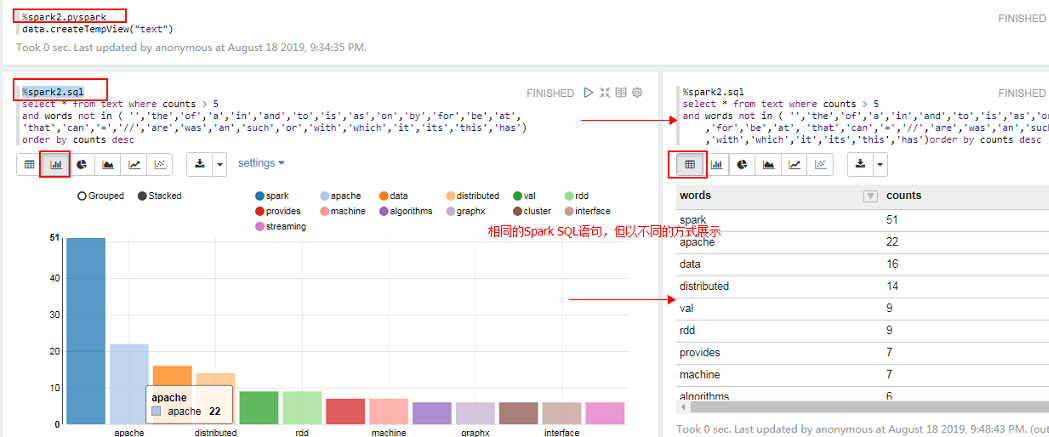 %spark2.pyspark
FINISHED
data.createTempView("text")
Took 0 sec. Last updated by anonymous at August 18 2019, 9:34:35 PM.
%spark2.sql
FINISHED
select * from text where counts > 5
and words not in ( '','the','of','a','in','and','to','is','as','on','by','for','be','at',
'that','can','=','//','are','was','an','such','or','with','which','it','its','this','has')
order by counts desc
settings
Grouped Stacked
spark apache data distributed val rdd
provides machine algorithms graphx cluster interface
streaming
51
40
30
20
10
0
apache
apache 22
apache distributed rdd machine graphx interface
相同的Spark SQL语句，但以不同的方式展示
%spark2.sql
FINISHED
select * from text where counts > 5
and words not in ( '','the','of','a','in','and','to','is','as','on
,'for','be','at', 'that','can','=','//','are','was','an','suc
,'with','which','it','its','this','has')order by counts desc
words counts
spark 51
apache 22
data 16
distributed 14
val 9
rdd 9
provides 7
machine 7
algorithms 6
Took 0 sec. Last updated by anonymous at August 18 2019, 9:48:43 PM. (out